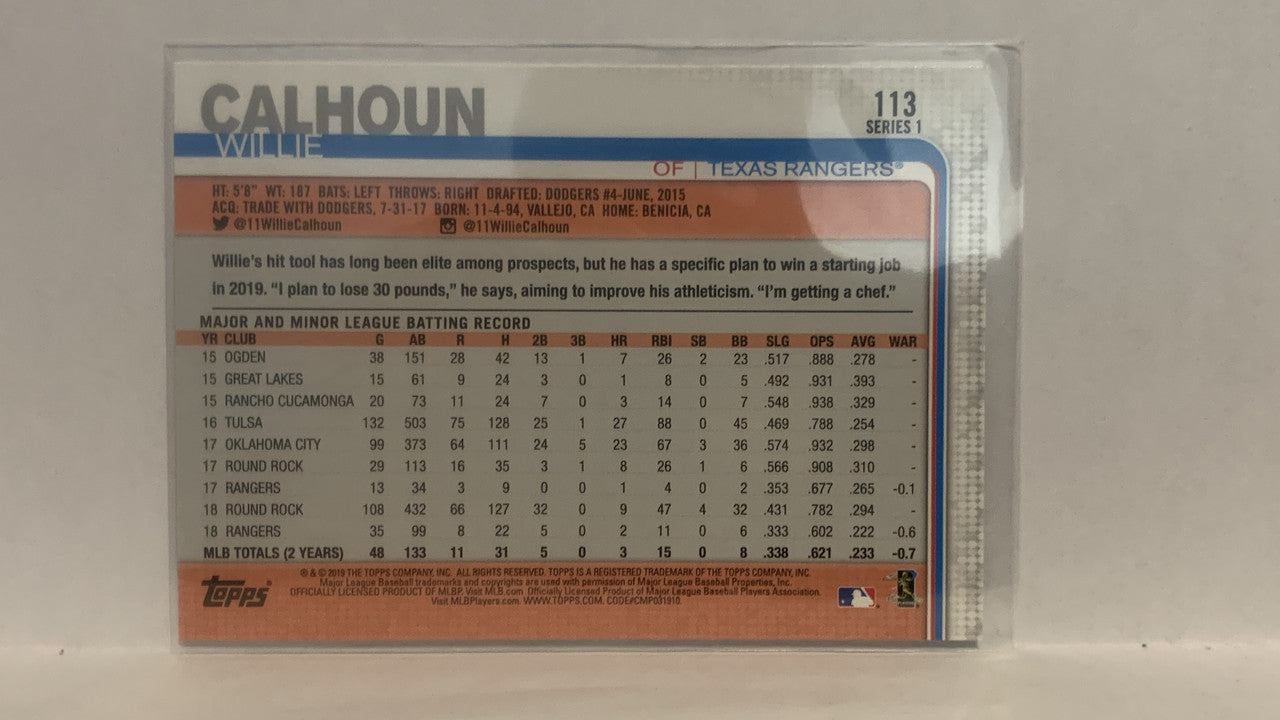 CALHOUN
WILLIE
113
SERIES 1
OF | TEXAS RANGERS®
HT: 5'8" WT: 187 BATS: LEFT THROWS: RIGHT DRAFTED: DODGERS #4-JUNE, 2015
ACQ: TRADE WITH DODGERS, 7-31-17 BORN: 11-4-94, VALLEJO, CA HOME: BENICIA, CA
@11WillieCalhoun @11WillieCalhoun
Willie's hit tool has long been elite among prospects, but he has a specific plan to win a starting job
in 2019. “I plan to lose 30 pounds,” he says, aiming to improve his athleticism. “I'm getting a chef.”
MAJOR AND MINOR LEAGUE BATTING RECORD
YR CLUB G AB R H 2B 3B HR RBI SB BB SLG OPS AVG WAR
15 OGDEN 38 151 28 42 13 1 7 26 2 23 .517 .888 .278 -
15 GREAT LAKES 15 61 9 24 3 0 1 8 0 5 .492 .931 .393 -
15 RANCHO CUCAMONGA 20 73 11 24 7 0 3 14 0 7 .548 .938 .329 -
16 TULSA 132 503 75 128 25 1 27 88 0 45 .469 .788 .254 -
17 OKLAHOMA CITY 99 373 64 111 24 5 23 67 3 36 .574 .932 .298 -
17 ROUND ROCK 29 113 16 35 3 1 8 26 1 6 .566 .908 .310 -
17 RANGERS 13 34 3 9 0 0 1 4 0 2 .353 .677 .265 -0.1
18 ROUND ROCK 108 432 66 127 32 0 9 47 4 32 .431 .782 .294 -
18 RANGERS 35 99 8 22 5 0 2 11 0 6 .333 .602 .222 -0.6
MLB TOTALS (2 YEARS) 48 133 11 31 5 0 3 15 0 8 .338 .621 .233 -0.7
Topps
® & © 2019 THE TOPPS COMPANY, INC. ALL RIGHTS RESERVED. TOPPS IS A REGISTERED TRADEMARK OF THE TOPPS COMPANY, INC.
Major League Baseball trademarks and copyrights are used with permission of Major League Baseball Properties, Inc.
OFFICIALLY LICENSED PRODUCT OF MLBP. Visit MLB.com Officially Licensed Product of Major League Baseball Players Association.
Visit MLBPlayers.com. WWW.TOPPS.COM. CODE#CMP031910.